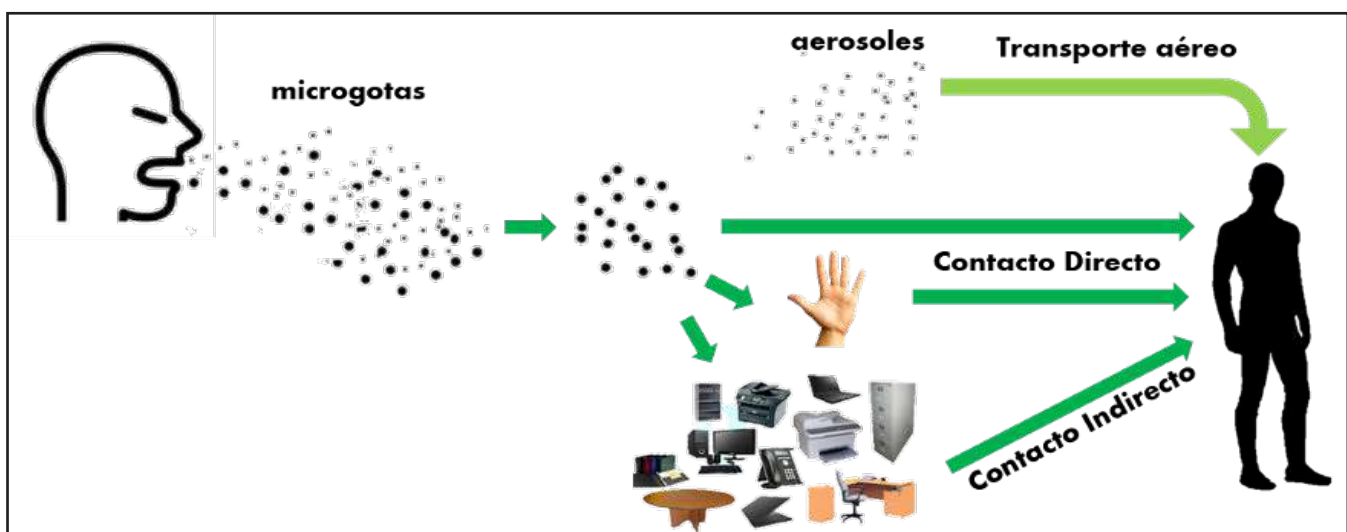 aerosoles
Transporte aéreo
microgotas
Contacto Directo
Contacto Indirecto